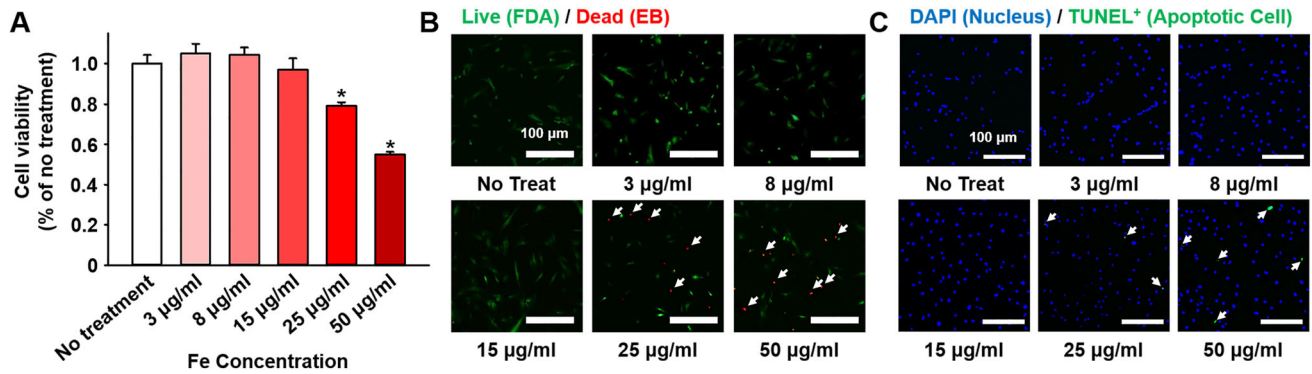 A
Cell viability
(% of no treatment)
1.0
0.8
0.6
0.4
0.2
0
*
*
No treatment
3 µg/ml
8 µg/ml
15 µg/ml
25 µg/ml
50 µg/ml
Fe Concentration
B
Live (FDA) / Dead (EB)
100 µm
No Treat
3 µg/ml
8 µg/ml
15 µg/ml
25 µg/ml
50 µg/ml
C
DAPI (Nucleus) / TUNEL⁺ (Apoptotic Cell)
100 µm
No Treat
3 µg/ml
8 µg/ml
15 µg/ml
25 µg/ml
50 µg/ml